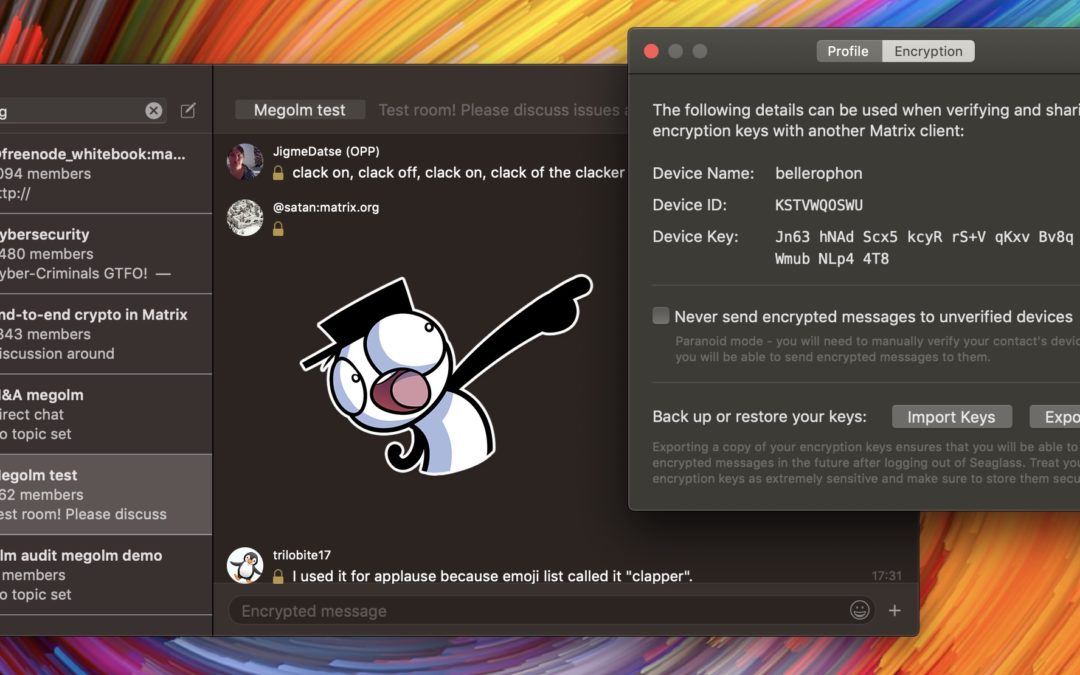 g
freenode_whitebook:ma...
094 members
ttp://
ybersecurity
480 members
yber-Criminals GTFO! —
nd-to-end crypto in Matrix
343 members
iscussion around
&A megolm
irect chat
o topic set
egolm test
62 members
est room! Please discuss
lm audit megolm demo
members
o topic set
Megolm test Test room! Please discuss issues a
JigmeDatse (OPP)
clack on, clack off, clack on, clack of the clacker
@satan:matrix.org
trilobite17
I used it for applause because emoji list called it "clapper".
17:31
Encrypted message
Profile Encryption
The following details can be used when verifying and shari
encryption keys with another Matrix client:
Device Name: bellerophon
Device ID: KSTVWQOSWU
Device Key: Jn63 hNAd Scx5 kcyR rS+V qKxv Bv8q
Wmub NLp4 4T8
Never send encrypted messages to unverified devices
Paranoid mode - you will need to manually verify your contact's devic
you will be able to send encrypted messages to them.
Back up or restore your keys: Import Keys Expo
Exporting a copy of your encryption keys ensures that you will be able to
encrypted messages in the future after logging out of Seaglass. Treat you
encryption keys as extremely sensitive and make sure to store them secu